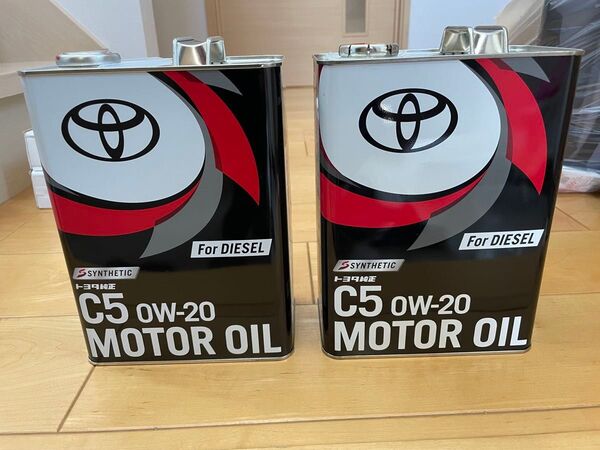 For DIESEL
S SYNTHETIC
トヨタ純正
C5 0W-20
MOTOR OIL
For DIESEL
S SYNTHETIC
トヨタ純正
C5 0W-20
MOTOR OIL